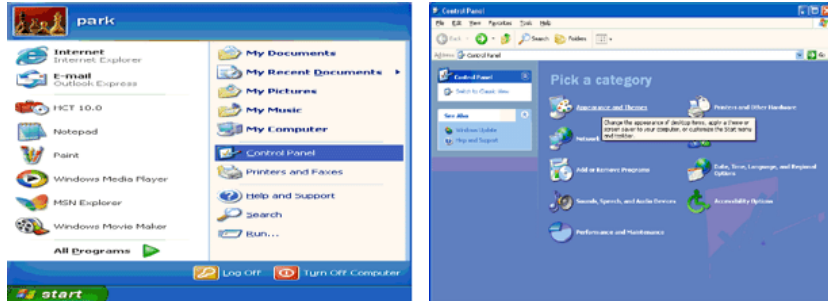 park
Internet
Internet Explorer
E-mail
Outlook Express
HCT 10.0
Notepad
Paint
Windows Media Player
MSN Explorer
Windows Movie Maker
All Programs
My Documents
My Recent Documents
My Pictures
My Music
My Computer
Control Panel
Printers and Faxes
Help and Support
Search
Run...
Log Off Turn Off Computer
start
Control Panel
File Edit View Favorites Tools Help
Back Search Folders
Address Control Panel Go
Control Panel
Switch to Classic View
See Also
Windows Update
Help and Support
Pick a category
Appearance and Themes Printers and Other Hardware
Change the appearance of desktop items, apply a theme or
screen saver to your computer, or customize the Start menu
and taskbar.
Network
Add or Remove Programs Date, Time, Language, and Regional
Options
Sounds, Speech, and Audio Devices Accessibility Options
Performance and Maintenance